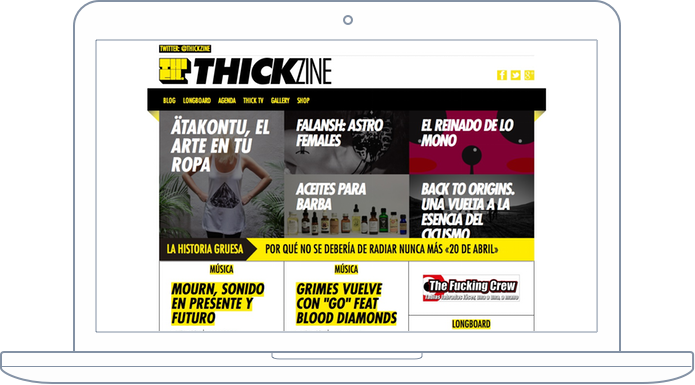 TWITTER: @THICKZINE
THICKZINE
BLOG LONGBOARD AGENDA THICK TV GALLERY SHOP
ÄTAKONTU, EL
ARTE EN TU
ROPA
FALANSH: ASTRO
FEMALES
EL REINADO DE LO
MONO
ACEITES PARA
BARBA
BACK TO ORIGINS.
UNA VUELTA A LA
ESENCIA DEL
CICLISMO
LA HISTORIA GRUESA
POR QUÉ NO SE DEBERÍA DE RADIAR NUNCA MÁS «20 DE ABRIL»
MÚSICA
MOURN, SONIDO
EN PRESENTE Y
FUTURO
MÚSICA
GRIMES VUELVE
CON "GO" FEAT
BLOOD DIAMONDS
The Fucking Crew
LONGBOARD